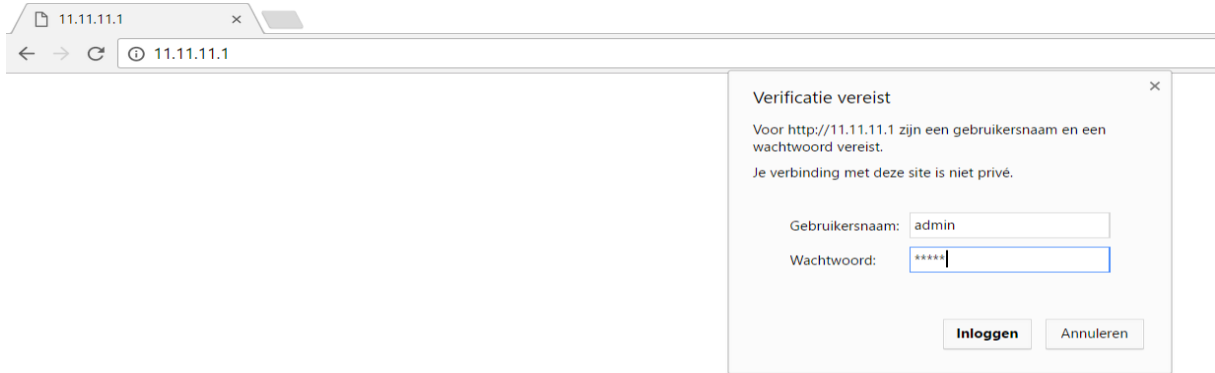 11.11.11.1
11.11.11.1
Verificatie vereist
Voor http://11.11.11.1 zijn een gebruikersnaam en een
wachtwoord vereist.
Je verbinding met deze site is niet privé.
Gebruikersnaam: admin
Wachtwoord: *****
Inloggen Annuleren